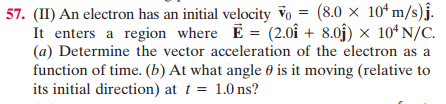 57. (II) An electron has an initial velocity v⃗₀ = (8.0 × 10⁴ m/s)ĵ.
It enters a region where E⃗ = (2.0î + 8.0ĵ) × 10⁴ N/C.
(a) Determine the vector acceleration of the electron as a
function of time. (b) At what angle θ is it moving (relative to
its initial direction) at t = 1.0 ns?